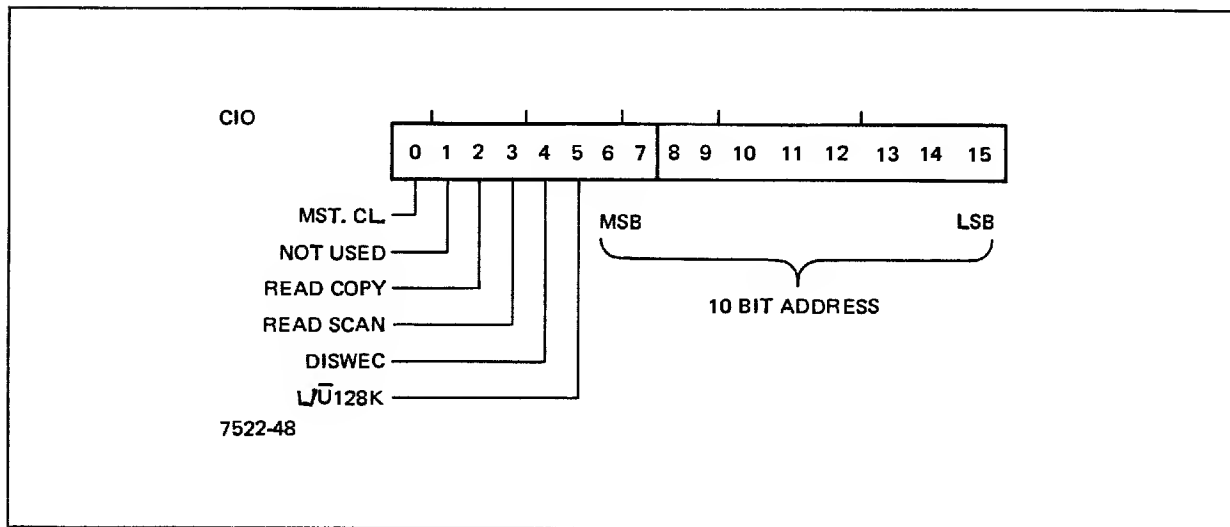 CIO
0 1 2 3 4 5 6 7 8 9 10 11 12 13 14 15
MST. CL.
MSB LSB
NOT USED
READ COPY
10 BIT ADDRESS
READ SCAN
DISWEC
L/U̅128K
7522-48